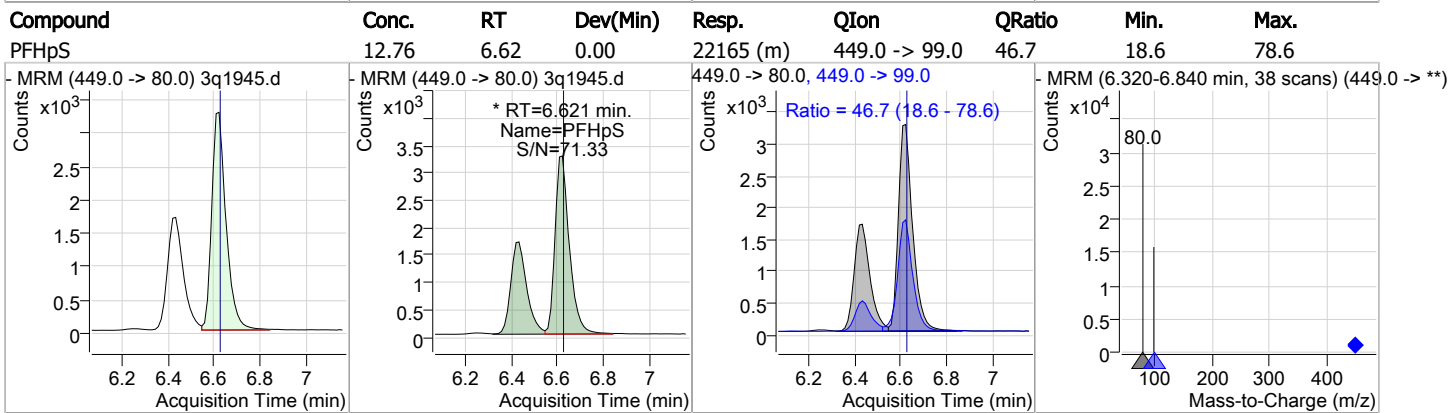 Compound Conc. RT Dev(Min) Resp. QIon QRatio Min. Max.
PFHpS 12.76 6.62 0.00 22165 (m) 449.0 -> 99.0 46.7 18.6 78.6
- MRM (449.0 -> 80.0) 3q1945.d
Counts
x10³
2.5
2
1.5
1
0.5
0
6.2 6.4 6.6 6.8 7
Acquisition Time (min)
- MRM (449.0 -> 80.0) 3q1945.d
Counts
x10³
* RT=6.621 min.
Name=PFHpS
S/N=71.33
3.5
3
2.5
2
1.5
1
0.5
0
6.2 6.4 6.6 6.8 7
Acquisition Time (min)
449.0 -> 80.0, 449.0 -> 99.0
Counts
x10³
Ratio = 46.7 (18.6 - 78.6)
3
2.5
2
1.5
1
0.5
0
6.2 6.4 6.6 6.8 7
Acquisition Time (min)
- MRM (6.320-6.840 min, 38 scans) (449.0 -> **)
Counts
x10⁴
80.0
3
2.5
2
1.5
1
0.5
0
100 200 300 400
Mass-to-Charge (m/z)